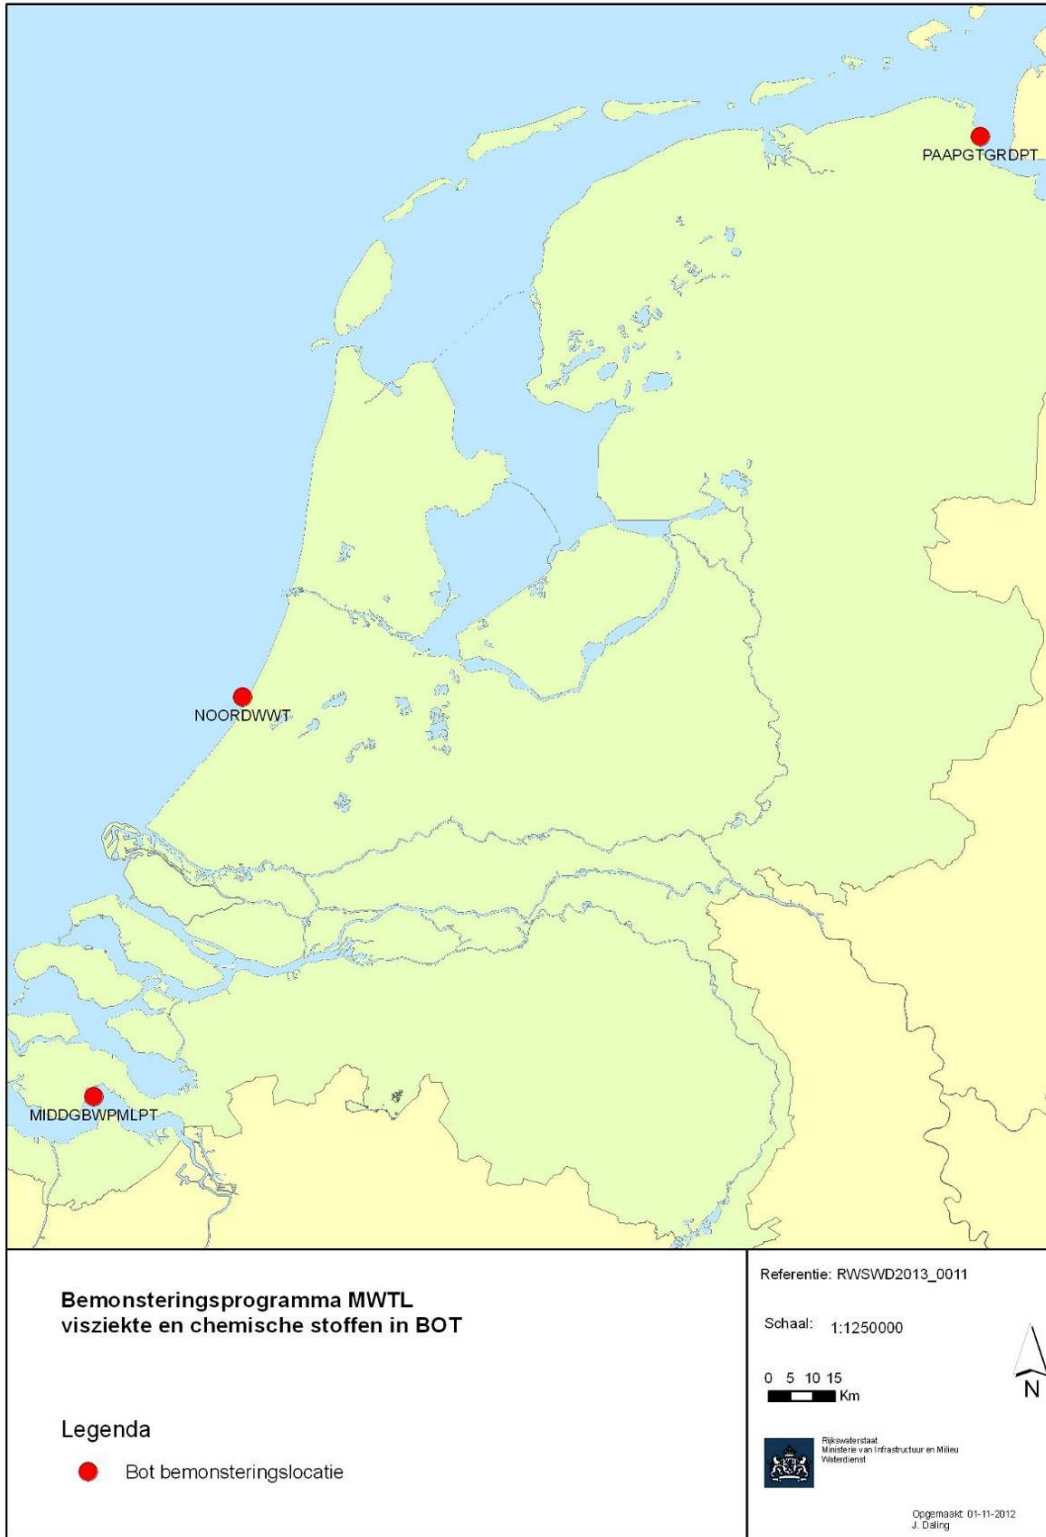 PAAPGTGRDPT
NOORDWWT
MIDDGBWPMLPT
Bemonsteringsprogramma MWTL
visziekte en chemische stoffen in BOT
Legenda
Bot bemonsteringslocatie
Referentie: RWSWD2013_0011
Schaal: 1:1250000
0 5 10 15
Km
N
Rijkswaterstaat
Ministerie van Infrastructuur en Milieu
Waterdienst
Opgemaakt: 01-11-2012
J. Daling